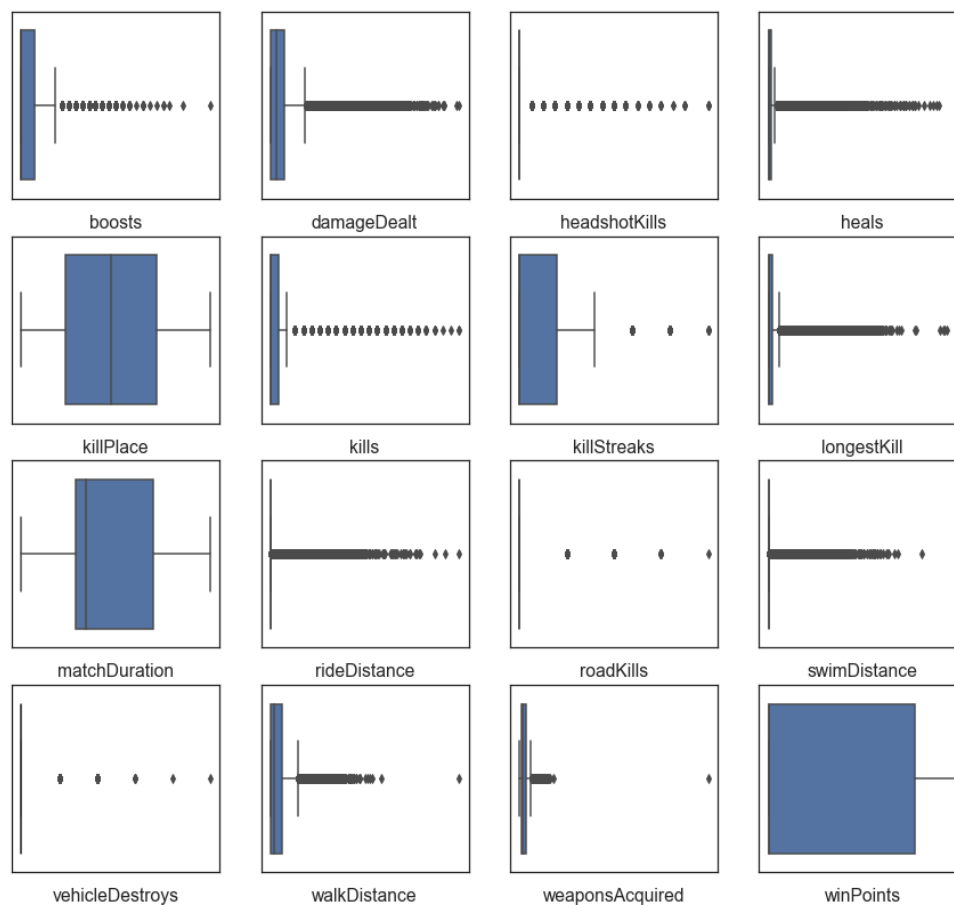 boosts damageDealt headshotKills heals
killPlace kills killStreaks longestKill
matchDuration rideDistance roadKills swimDistance
vehicleDestroys walkDistance weaponsAcquired winPoints